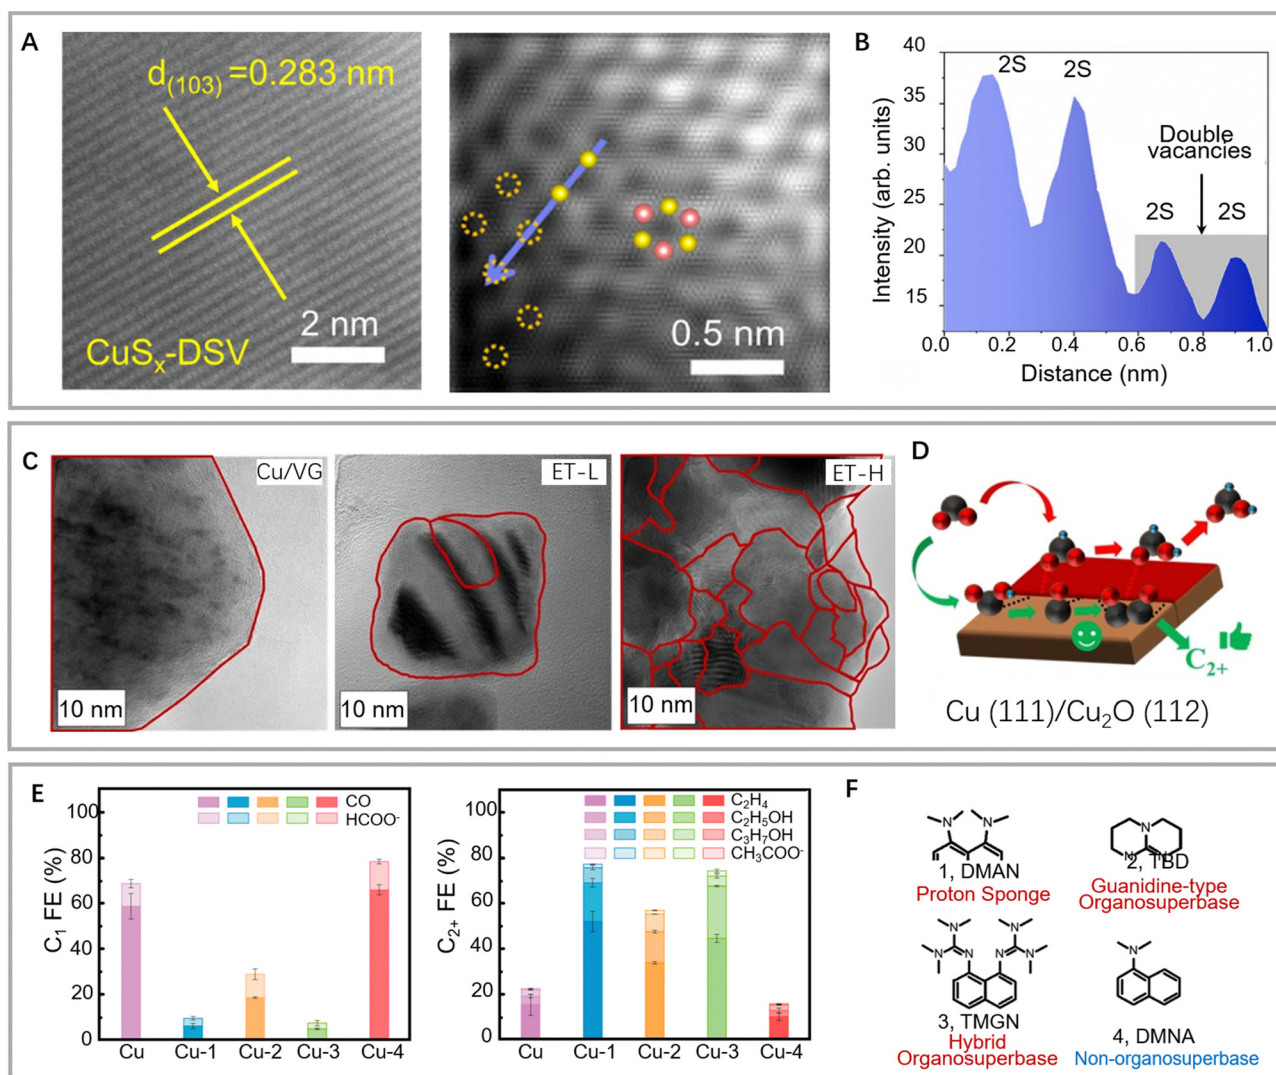 A
d(103) =0.283 nm
2 nm
CuSx-DSV
0.5 nm
B
40
35
30
25
20
15
Intensity (arb. units)
2S
2S
Double
vacancies
2S
2S
0.0
0.2
0.4
0.6
0.8
1.0
Distance (nm)
C
Cu/VG
10 nm
ET-L
10 nm
ET-H
10 nm
D
C2+
Cu (111)/Cu2O (112)
E
C1 FE (%)
100
80
60
40
20
0
CO
HCOO-
Cu
Cu-1
Cu-2
Cu-3
Cu-4
C2+ FE (%)
100
80
60
40
20
0
C2H4
C2H5OH
C3H7OH
CH3COO-
Cu
Cu-1
Cu-2
Cu-3
Cu-4
F
N
N
1, DMAN
Proton Sponge
N
N
N
2, TBD
Guanidine-type
Organosuperbase
N
N
N
N
N
N
3, TMGN
Hybrid
Organosuperbase
N
4, DMNA
Non-organosuperbase